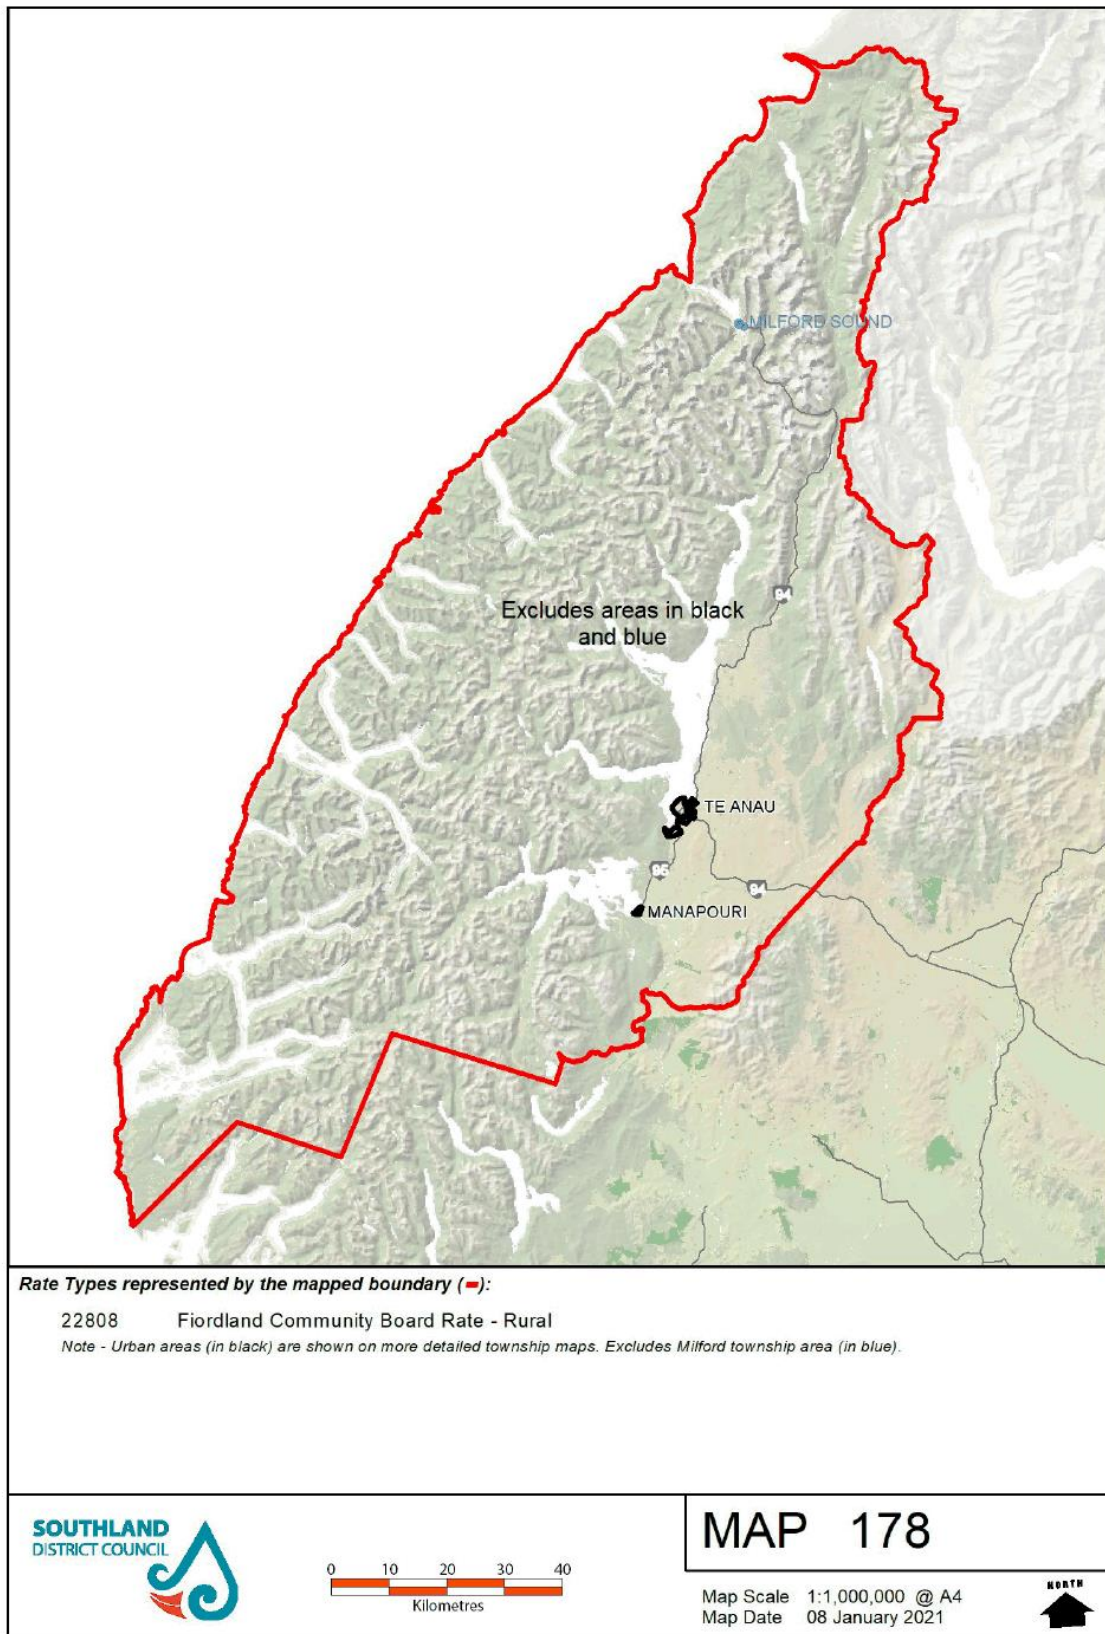 MILFORD SOUND
Excludes areas in black
and blue
94
TE ANAU
95
94
MANAPOURI
Rate Types represented by the mapped boundary (-):
22808 Fiordland Community Board Rate - Rural
Note - Urban areas (in black) are shown on more detailed township maps. Excludes Milford township area (in blue).
SOUTHLAND
DISTRICT COUNCIL
0 10 20 30 40
Kilometres
MAP 178
Map Scale 1:1,000,000 @ A4
Map Date 08 January 2021
NORTH